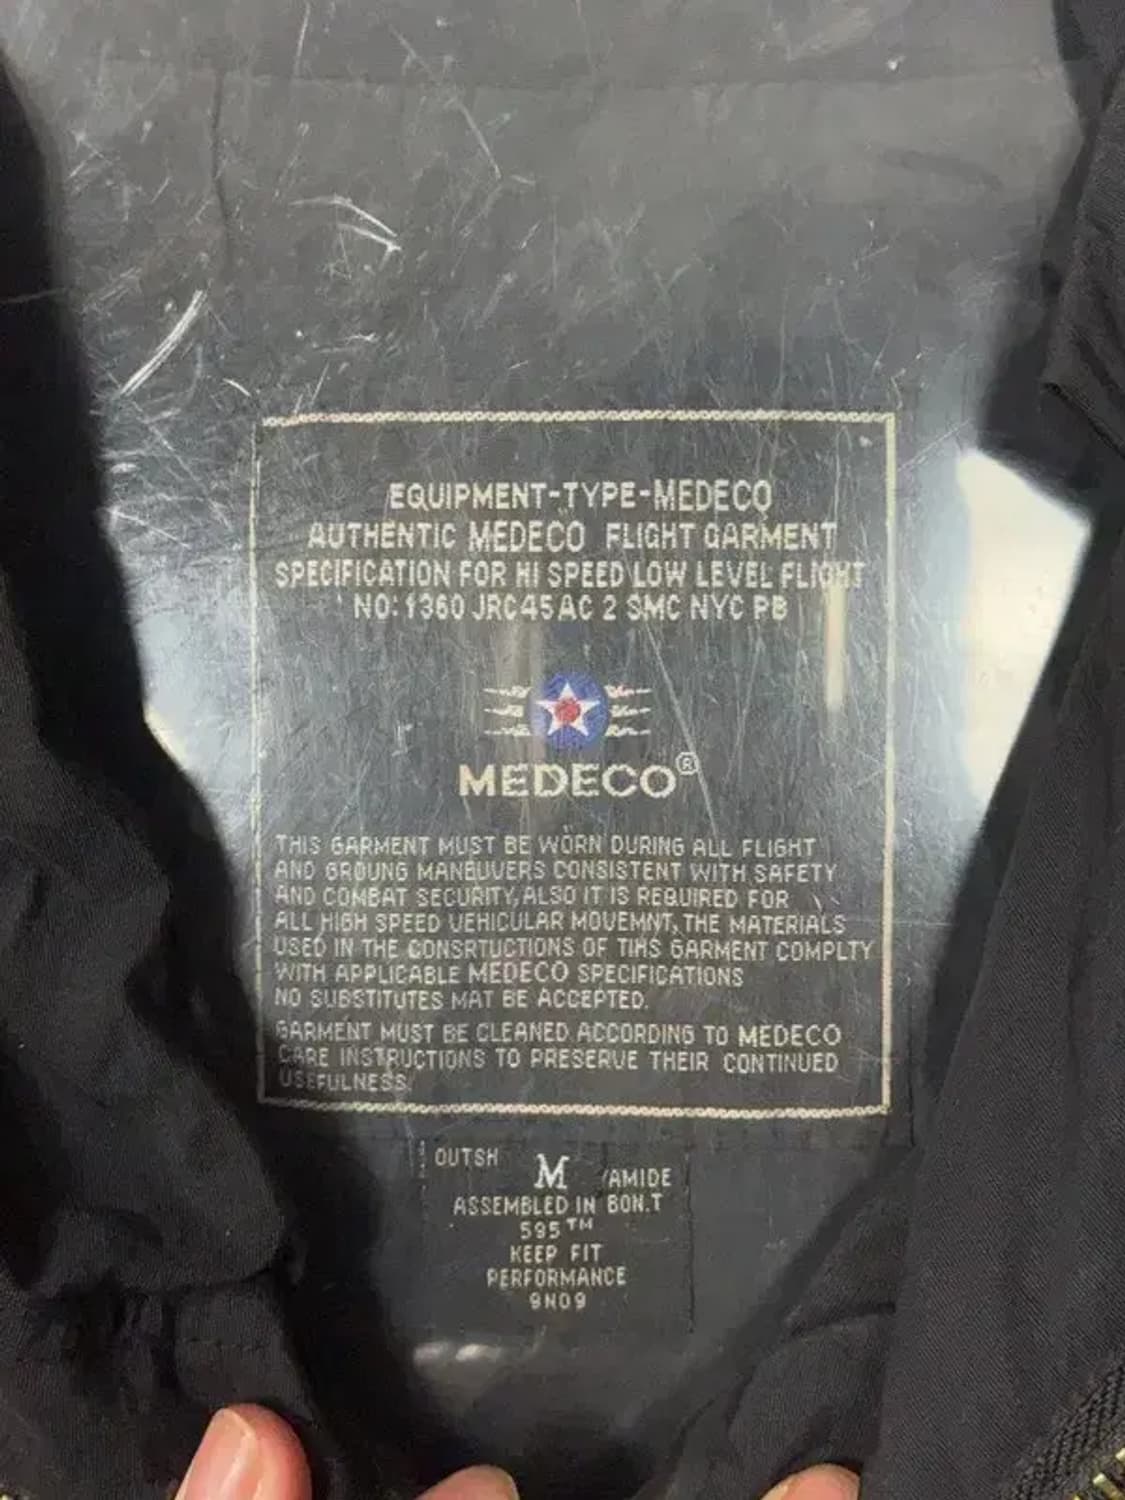 EQUIPMENT-TYPE-MEDECO
AUTHENTIC MEDECO FLIGHT GARMENT
SPECIFICATION FOR HI SPEED LOW LEVEL FLIGHT
NO: 1360 JRC45AC 2 SMC NYC PB
MEDECO®
THIS GARMENT MUST BE WORN DURING ALL FLIGHT
AND GROUNG MANEUVERS CONSISTENT WITH SAFETY
AND COMBAT SECURITY, ALSO IT IS REQUIRED FOR
ALL HIGH SPEED VEHICULAR MOVEMNT, THE MATERIALS
USED IN THE CONSRTUCTIONS OF TIHS GARMENT COMPLTY
WITH APPLICABLE MEDECO SPECIFICATIONS
NO SUBSTITUTES MAT BE ACCEPTED.
GARMENT MUST BE CLEANED ACCORDING TO MEDECO
CARE INSTRUCTIONS TO PRESERVE THEIR CONTINUED
USEFULNESS.
OUTSH M /AMIDE
ASSEMBLED IN BON.T
595™
KEEP FIT
PERFORMANCE
9N09